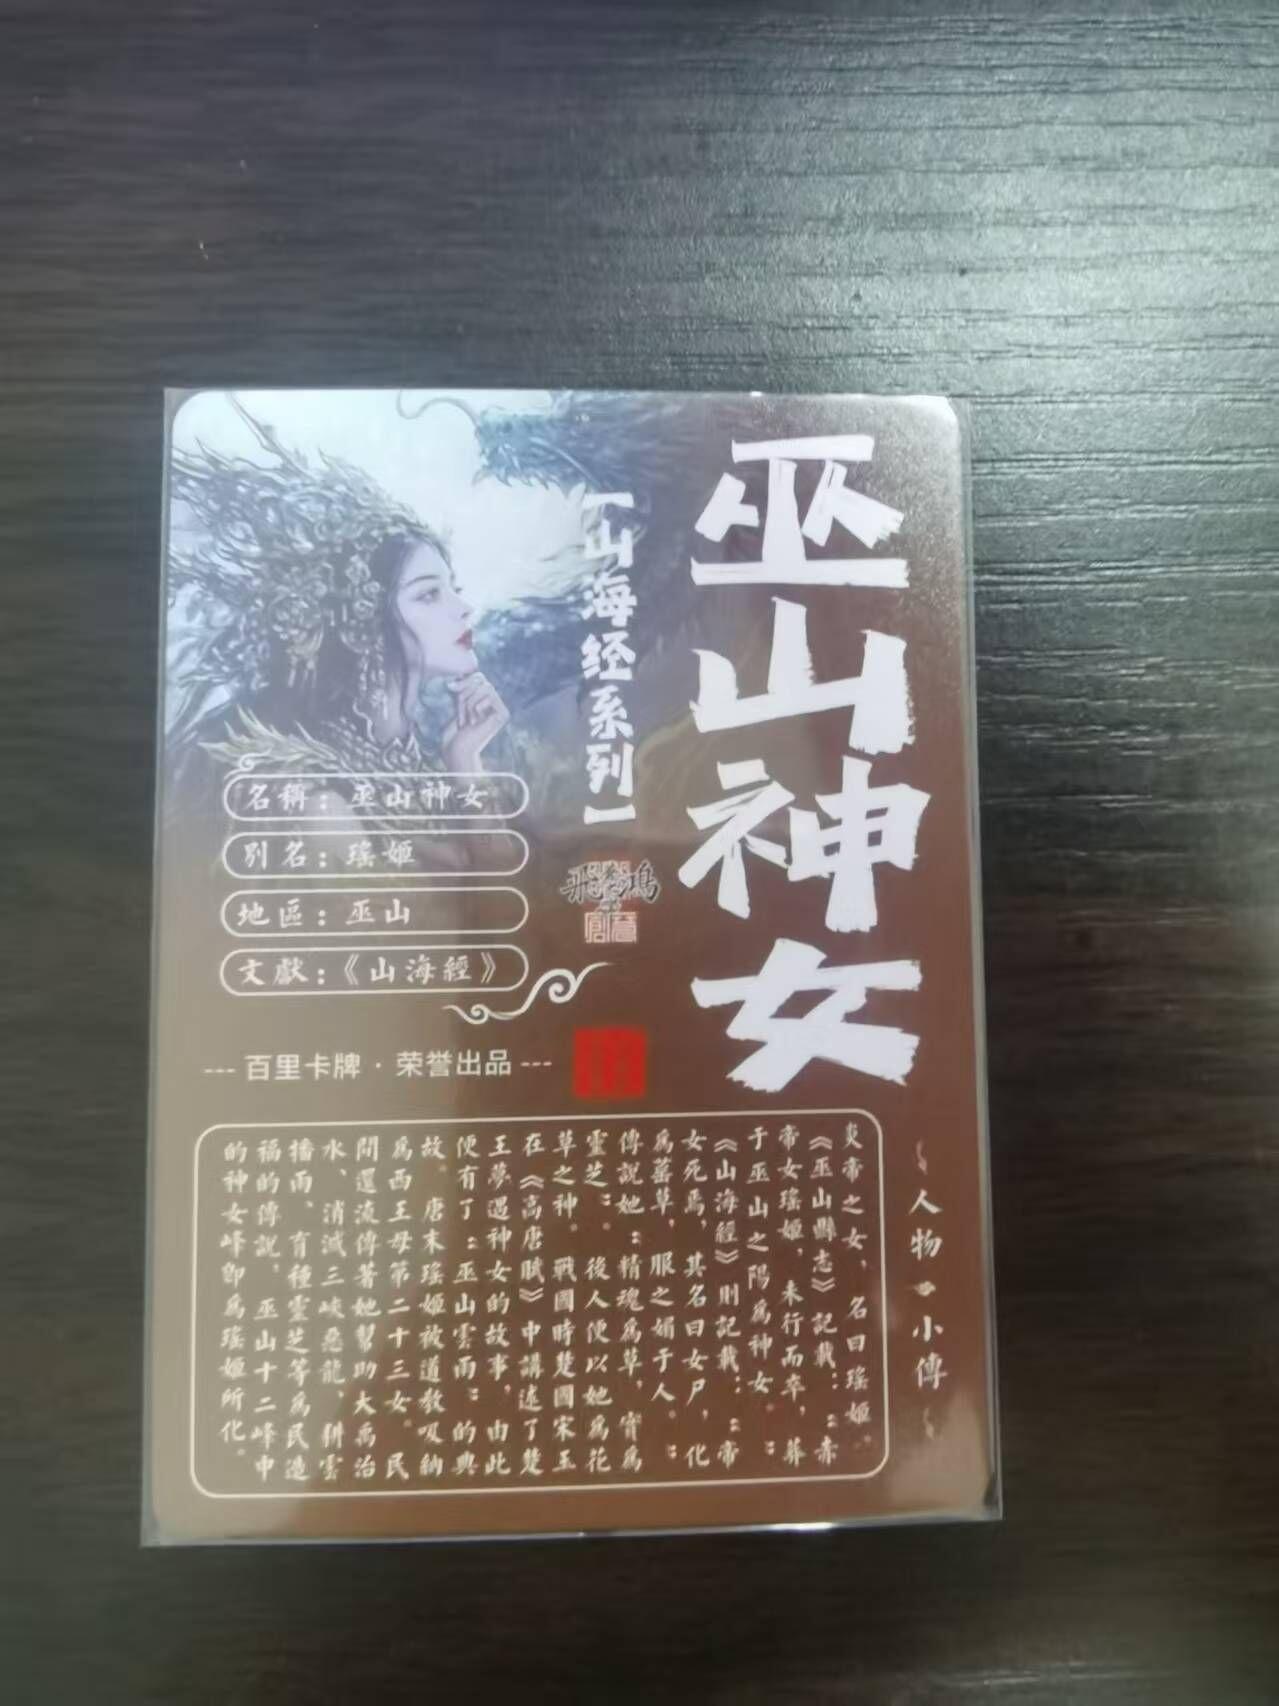 巫山神女
【山海经系列】
飛鴻
名稱：巫山神女
別名：瑤姬
地區：巫山
文獻：《山海經》
--- 百里卡牌 · 荣誉出品 ---
人物小傳
炎帝之女，名曰瑤姬。
《巫山縣志》記載：赤
帝女瑤姬，未行而卒，葬
于巫山之陽為神女。
《山海經》則記載：帝
女死焉，其名曰女尸，化
為䔄草，服之媚于人。
傳說她：精魂為草，實為
靈芝：。後人便以她為花
草之神。戰國時楚國宋玉
在《高唐賦》中講述了楚
王夢遇神女的故事，由此
便有了：巫山雲雨：的典
故。唐末瑤姬被道教吸納
為西王母第二十三女。民
間還流傳著她幫助大禹治
水、消滅三峽惡龍、耕雲
播雨、育種靈芝等為民造
福的傳說，巫山十二峰中
的神女峰即為瑤姬所化。